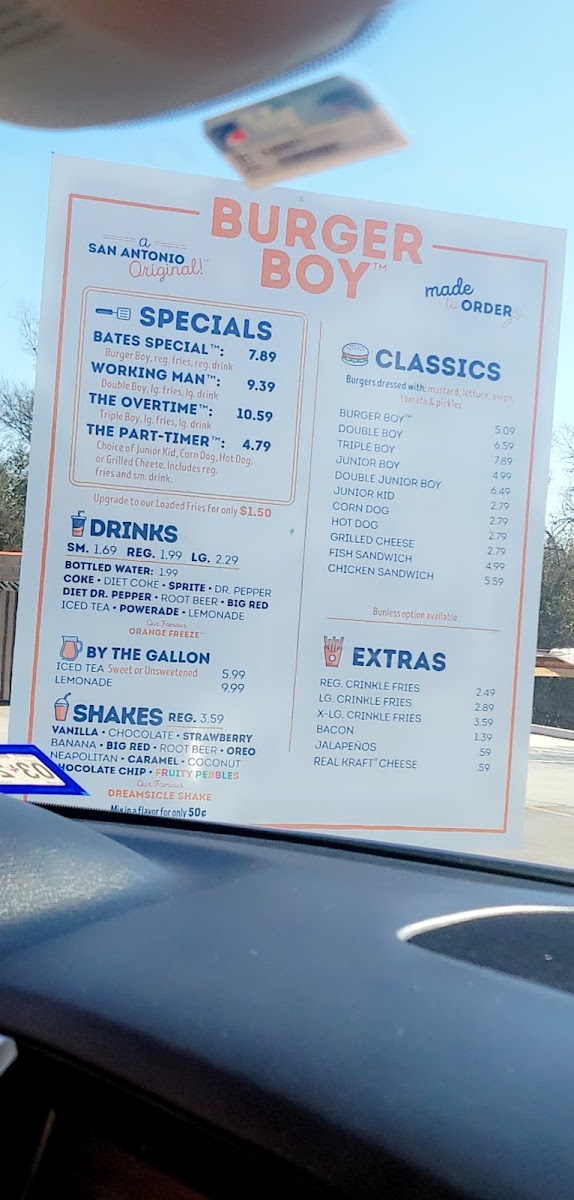 BURGER
BOY™
a
SAN ANTONIO
Original!
made
to ORDER
SPECIALS
BATES SPECIAL™: 7.89
Burger Boy, reg. fries, reg. drink
WORKING MAN™: 9.39
Double Boy, lg. fries, lg. drink
THE OVERTIME™: 10.59
Triple Boy, lg. fries, lg. drink
THE PART-TIMER™: 4.79
Choice of Junior Kid, Corn Dog, Hot Dog,
or Grilled Cheese. Includes reg.
fries and sm. drink.
Upgrade to our Loaded Fries for only $1.50
DRINKS
SM. 1.69 REG. 1.99 LG. 2.29
BOTTLED WATER: 1.99
COKE • DIET COKE • SPRITE • DR. PEPPER
DIET DR. PEPPER • ROOT BEER • BIG RED
ICED TEA • POWERADE • LEMONADE
Our Famous
ORANGE FREEZE™
BY THE GALLON
ICED TEA Sweet or Unsweetened 5.99
LEMONADE 9.99
SHAKES REG. 3.59
VANILLA • CHOCOLATE • STRAWBERRY
BANANA • BIG RED • ROOT BEER • OREO
NEAPOLITAN • CARAMEL • COCONUT
CHOCOLATE CHIP • FRUITY PEBBLES
Our Famous
DREAMSICLE SHAKE
Mix in a flavor for only 50¢
CLASSICS
Burgers dressed with: mustard, lettuce, onion,
tomato & pickles
BURGER BOY™ 5.09
DOUBLE BOY 6.59
TRIPLE BOY 7.89
JUNIOR BOY 4.99
DOUBLE JUNIOR BOY 6.49
JUNIOR KID 2.79
CORN DOG 2.79
HOT DOG 2.79
GRILLED CHEESE 2.79
FISH SANDWICH 4.99
CHICKEN SANDWICH 5.59
Bunless option available
EXTRAS
REG. CRINKLE FRIES 2.49
LG. CRINKLE FRIES 2.89
X-LG. CRINKLE FRIES 3.59
BACON 1.39
JALAPEÑOS .59
REAL KRAFT® CHEESE .59